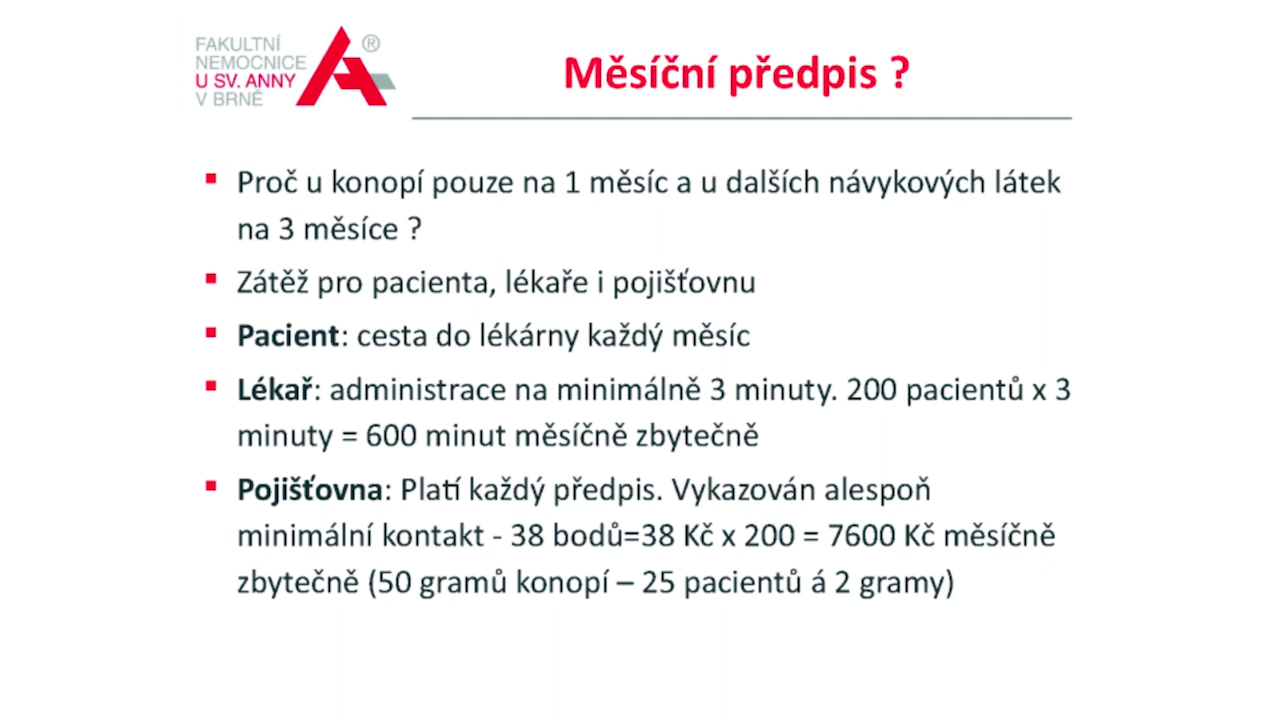 FAKULTNÍ
NEMOCNICE
U SV. ANNY
V BRNĚ
®
Měsíční předpis ?
▪ Proč u konopí pouze na 1 měsíc a u dalších návykových látek
na 3 měsíce ?
▪ Zátěž pro pacienta, lékaře i pojišťovnu
▪ Pacient: cesta do lékárny každý měsíc
▪ Lékař: administrace na minimálně 3 minuty. 200 pacientů x 3
minuty = 600 minut měsíčně zbytečně
▪ Pojišťovna: Platí každý předpis. Vykazován alespoň
minimální kontakt - 38 bodů=38 Kč x 200 = 7600 Kč měsíčně
zbytečně (50 gramů konopí – 25 pacientů á 2 gramy)